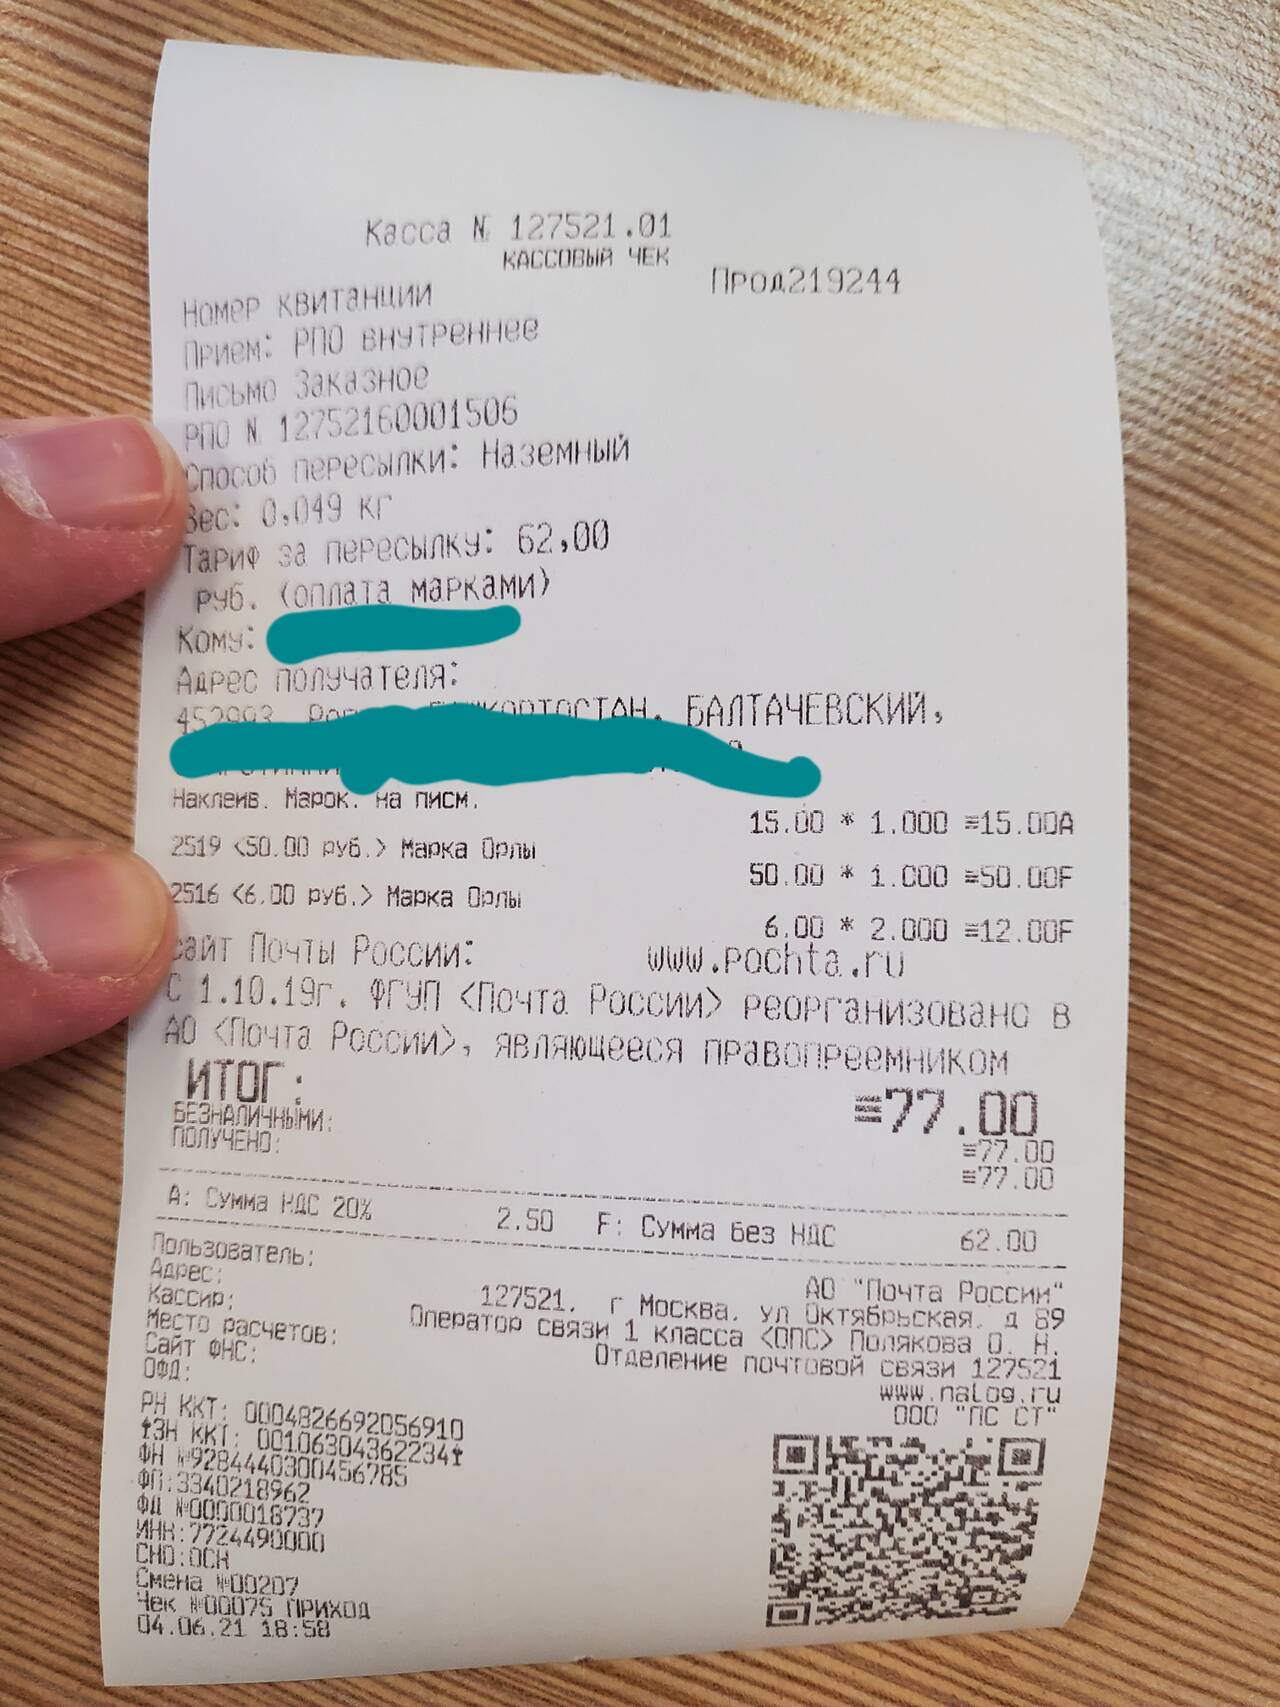 Касса № 127521.01
КАССОВЫЙ ЧЕК
Номер квитанции Прод219244
Прием: РПО внутреннее
Письмо Заказное
РПО № 12752160001506
Способ пересылки: Наземный
Вес: 0,049 кг
Тариф за пересылку: 62,00
руб. (оплата марками)
Кому:
Адрес получателя:
452993, БАЛТАЧЕВСКИЙ,
Наклеив. Марок. на писм.
15.00 * 1.000 ≡15.00А
2519 <50.00 руб.> Марка Орлы
50.00 * 1.000 ≡50.00F
2516 <6.00 руб.> Марка Орлы
6.00 * 2.000 ≡12.00F
сайт Почты России: www.pochta.ru
С 1.10.19г. ФГУП <Почта России> реорганизовано в
АО <Почта России>, являющееся правопреемником
ИТОГ: ≡77.00
БЕЗНАЛИЧНЫМИ: ≡77.00
ПОЛУЧЕНО: ≡77.00
А: Сумма НДС 20% 2.50 F: Сумма без НДС 62.00
Пользователь: АО "Почта России"
Адрес: 127521, г Москва, ул Октябрьская, д 89
Кассир: Оператор связи 1 класса <ОПС> Полякова О. Н.
Место расчетов: Отделение почтовой связи 127521
Сайт ФНС: www.nalog.ru
ОФД: ООО "ПС СТ"
РН ККТ: 0004826692056910
ЗН ККТ: 00106304362234
ФН №9284440300456785
ФП:3340218962
ФД №0000018737
ИНН:7724490000
СНО:ОСН
Смена №00207
Чек №00075 ПРИХОД
04.06.21 18:58